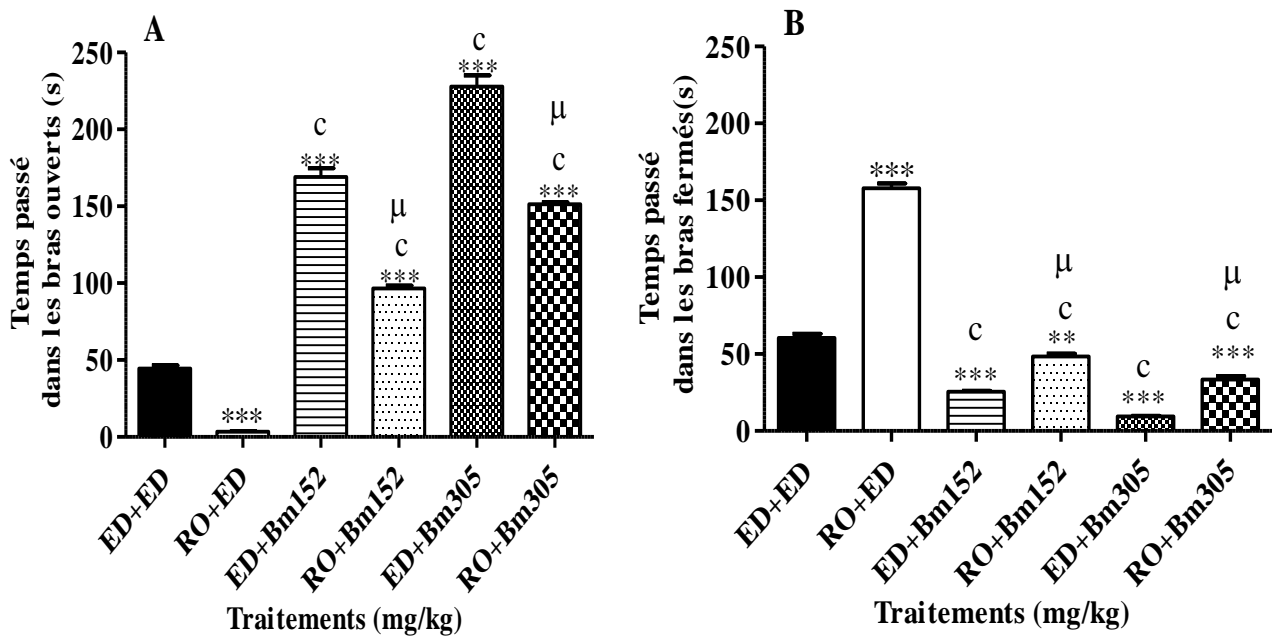 A
Temps passé
dans les bras ouverts (s)
250
200
150
100
50
0
***
c
***
μ
c
***
c
***
μ
c
***
ED+ED
RO+ED
ED+Bm152
RO+Bm152
ED+Bm305
RO+Bm305
Traitements (mg/kg)
B
Temps passé
dans les bras fermés(s)
250
200
150
100
50
0
***
c
***
μ
c
**
c
***
μ
c
***
ED+ED
RO+ED
ED+Bm152
RO+Bm152
ED+Bm305
RO+Bm305
Traitements (mg/kg)